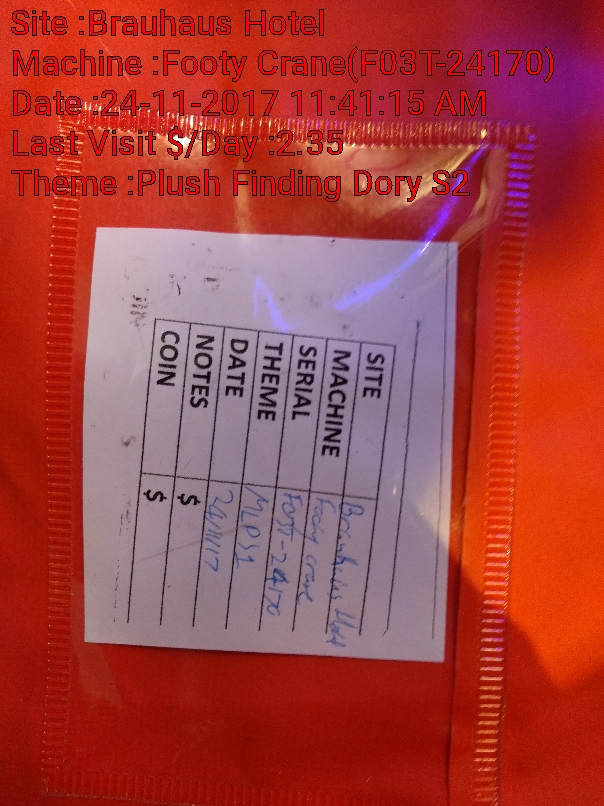 Site :Brauhaus Hotel
Machine :Footy Crane(F03T-24170)
Date :24-11-2017 11:41:15 AM
Last Visit $/Day :2.35
Theme :Plush Finding Dory S2
SITE Brauhaus Hotel
MACHINE Footy crane
SERIAL F03T-24170
THEME
DATE 24/11/17
NOTES $
COIN $